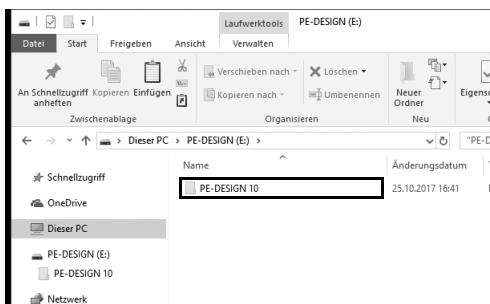 Laufwerktools PE-DESIGN (E:)
Datei Start Freigeben Ansicht Verwalten
An Schnellzugriff anheften
Kopieren
Einfügen
Verschieben nach
Kopieren nach
Löschen
Umbenennen
Neuer Ordner
Zwischenablage Organisieren Neu
Dieser PC > PE-DESIGN (E:) >
Name Änderungsdatum
Schnellzugriff
OneDrive
Dieser PC
PE-DESIGN (E:)
PE-DESIGN 10
Netzwerk
PE-DESIGN 10 25.10.2017 16:41